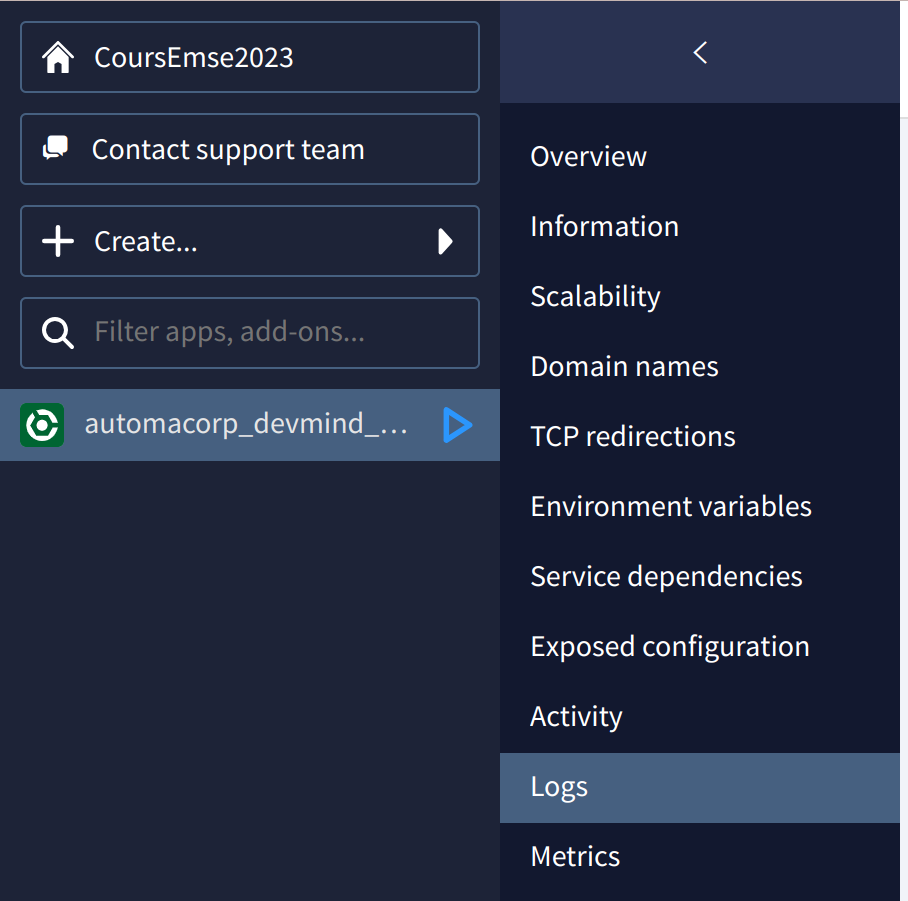 CoursEmse2023
Contact support team
Create...
Filter apps, add-ons...
automacorp_devmind_...
Overview
Information
Scalability
Domain names
TCP redirections
Environment variables
Service dependencies
Exposed configuration
Activity
Logs
Metrics